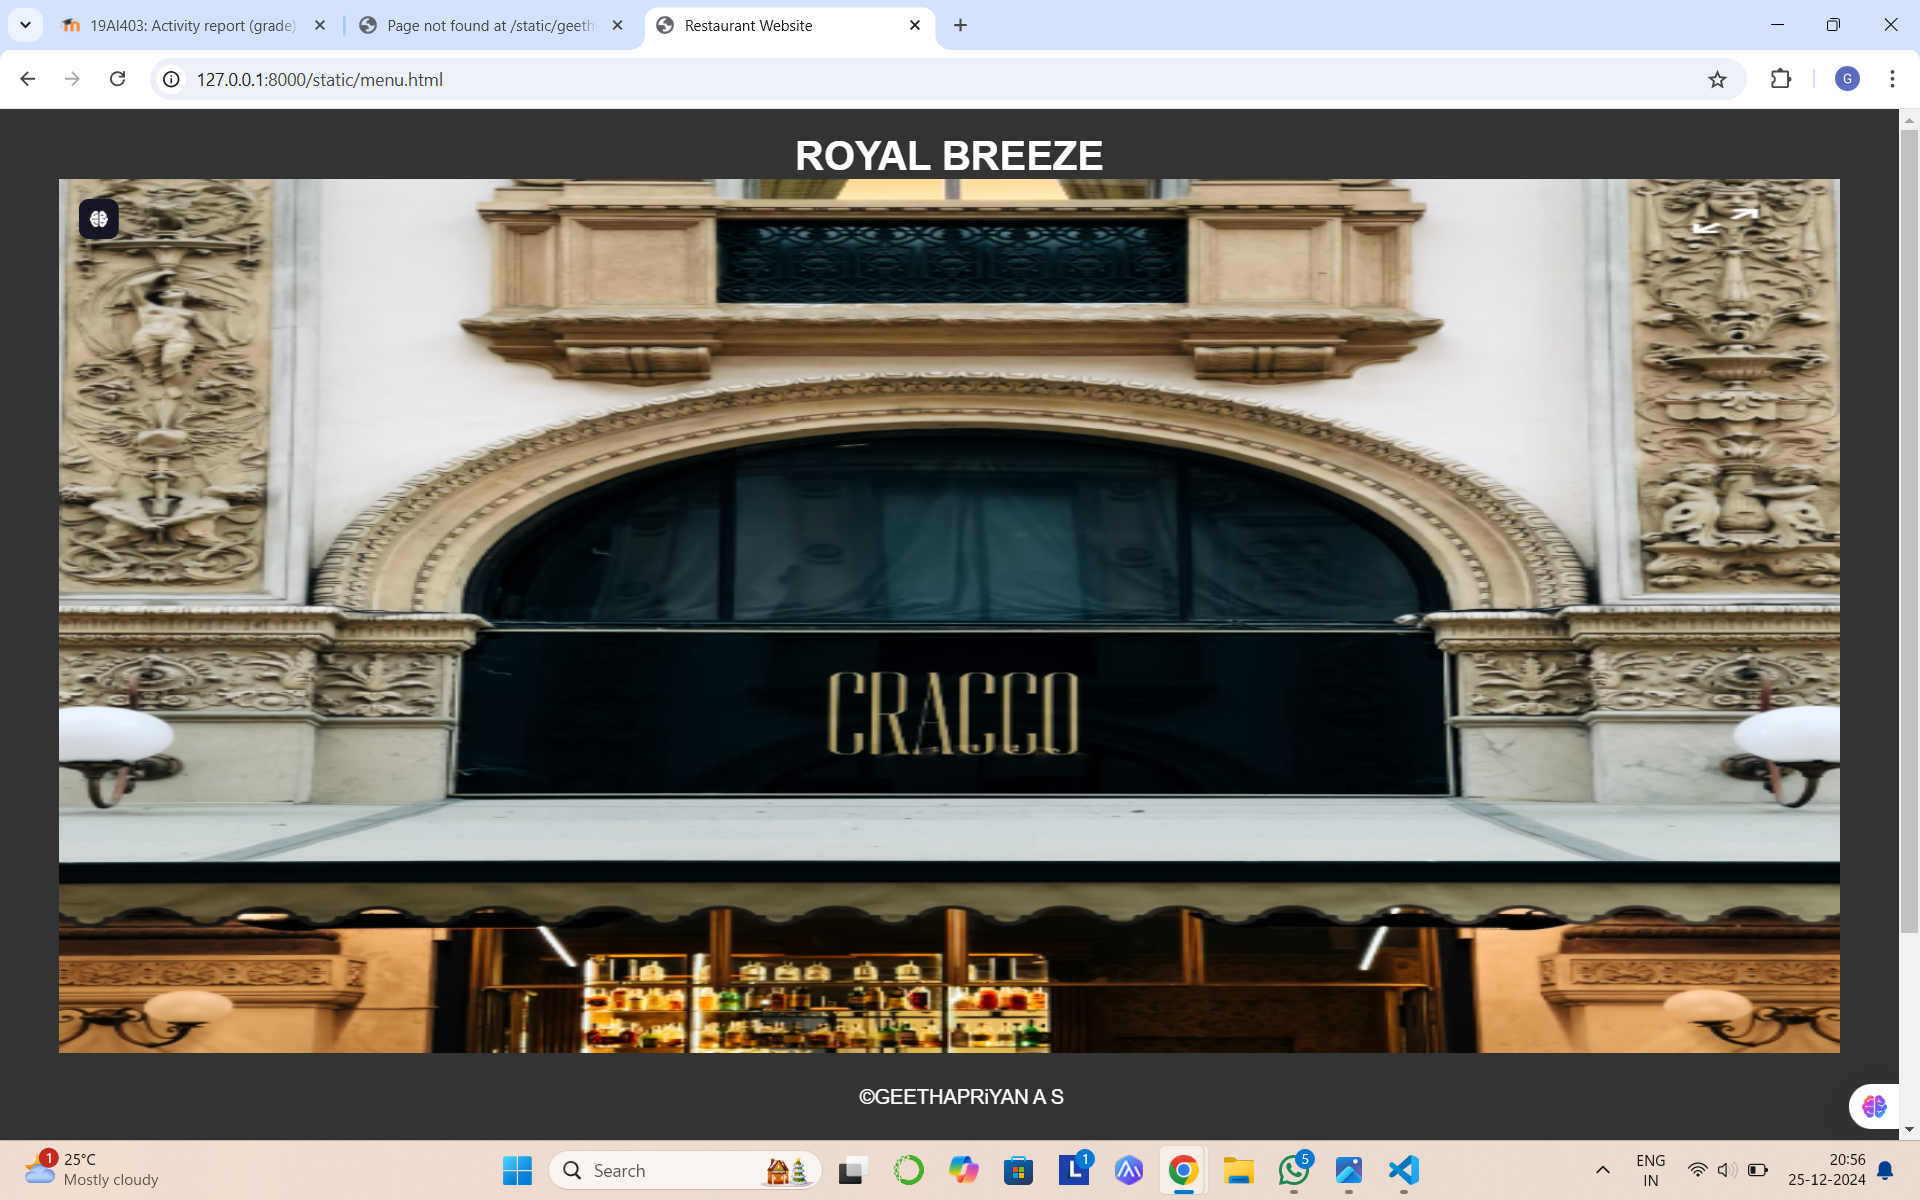 19AI403: Activity report (grade)
Page not found at /static/geeth
Restaurant Website
127.0.0.1:8000/static/menu.html
G
ROYAL BREEZE
CRACCO
©GEETHAPRiYAN A S
1
25°C
Mostly cloudy
Search
L
1
5
ENG
IN
20:56
25-12-2024